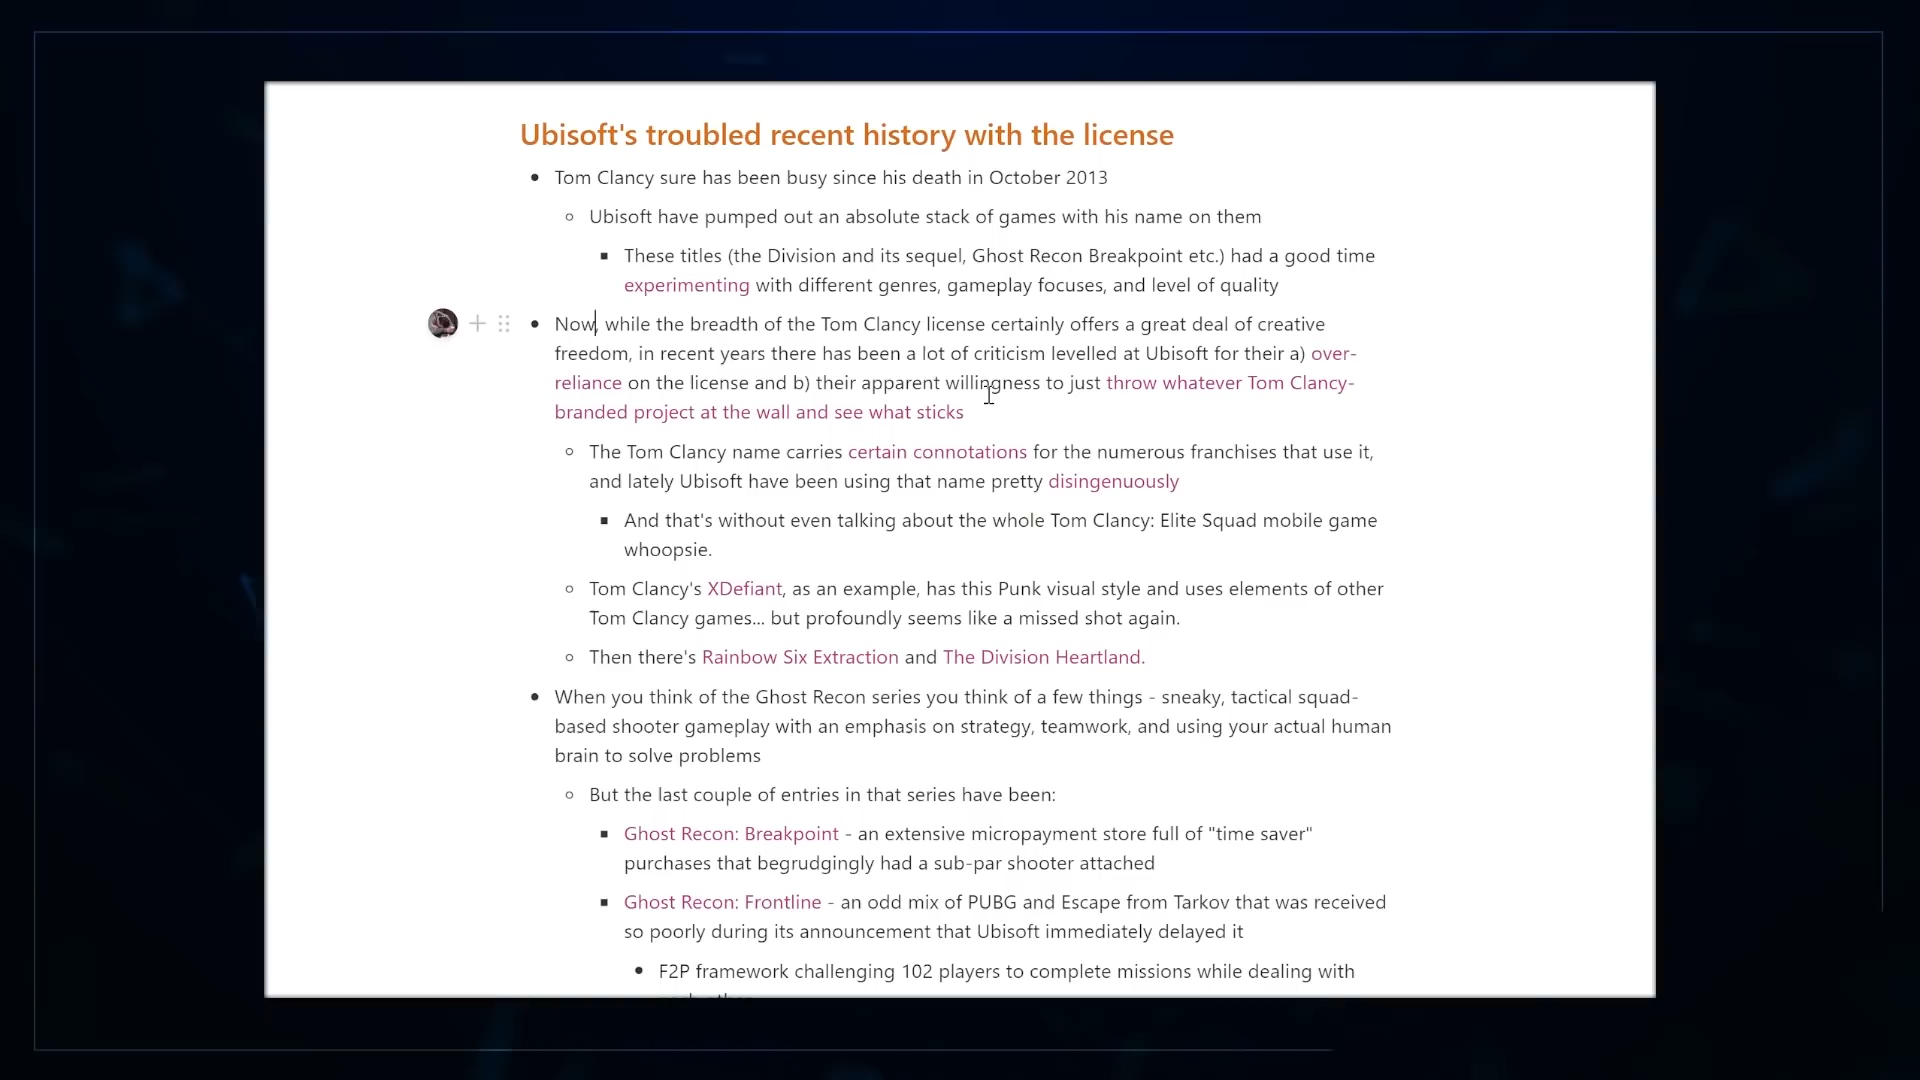 Ubisoft's troubled recent history with the license
Tom Clancy sure has been busy since his death in October 2013
Ubisoft have pumped out an absolute stack of games with his name on them
These titles (the Division and its sequel, Ghost Recon Breakpoint etc.) had a good time
experimenting with different genres, gameplay focuses, and level of quality
Now, while the breadth of the Tom Clancy license certainly offers a great deal of creative
freedom, in recent years there has been a lot of criticism levelled at Ubisoft for their a) over-
reliance on the license and b) their apparent willingness to just throw whatever Tom Clancy-
branded project at the wall and see what sticks
The Tom Clancy name carries certain connotations for the numerous franchises that use it,
and lately Ubisoft have been using that name pretty disingenuously
And that's without even talking about the whole Tom Clancy: Elite Squad mobile game
whoopsie.
Tom Clancy's XDefiant, as an example, has this Punk visual style and uses elements of other
Tom Clancy games... but profoundly seems like a missed shot again.
Then there's Rainbow Six Extraction and The Division Heartland.
When you think of the Ghost Recon series you think of a few things - sneaky, tactical squad-
based shooter gameplay with an emphasis on strategy, teamwork, and using your actual human
brain to solve problems
But the last couple of entries in that series have been:
Ghost Recon: Breakpoint - an extensive micropayment store full of "time saver"
purchases that begrudgingly had a sub-par shooter attached
Ghost Recon: Frontline - an odd mix of PUBG and Escape from Tarkov that was received
so poorly during its announcement that Ubisoft immediately delayed it
F2P framework challenging 102 players to complete missions while dealing with